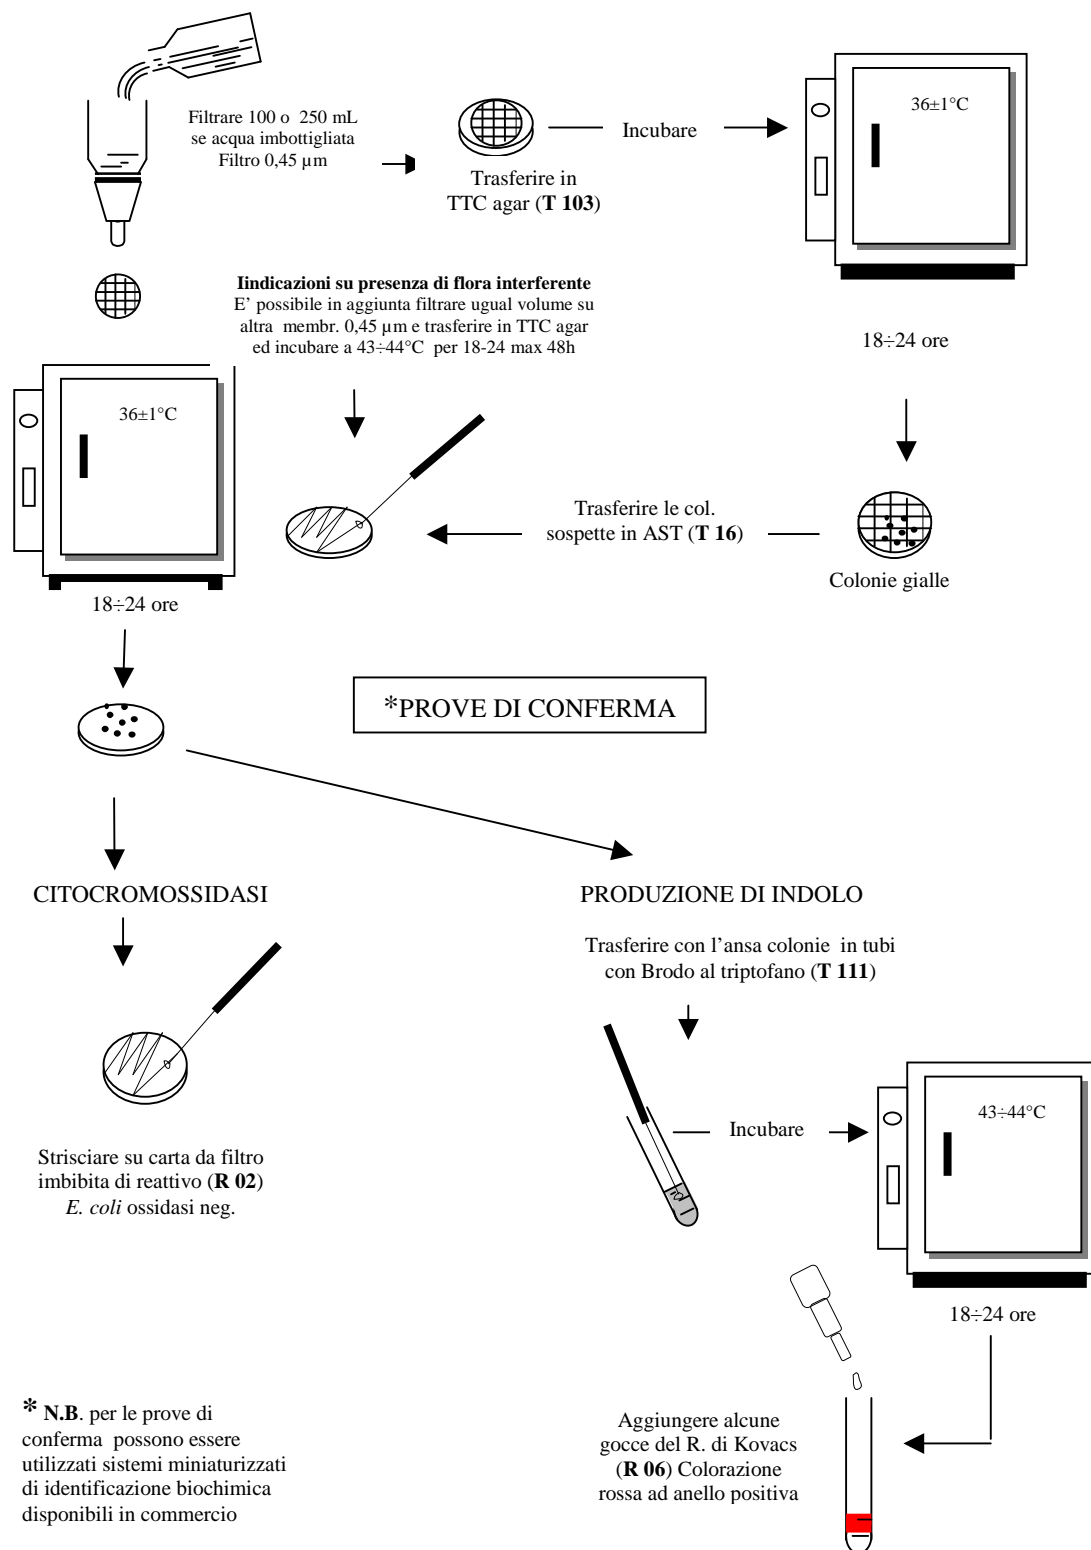 Filtrare 100 o 250 mL
se acqua imbottigliata
Filtro 0,45 µm
Trasferire in
TTC agar (T 103)
Incubare
36±1°C
18÷24 ore
Iindicazioni su presenza di flora interferente
E’ possibile in aggiunta filtrare ugual volume su
altra membr. 0,45 µm e trasferire in TTC agar
ed incubare a 43÷44°C per 18-24 max 48h
Colonie gialle
Trasferire le col.
sospette in AST (T 16)
36±1°C
18÷24 ore
*PROVE DI CONFERMA
CITOCROMOSSIDASI
Strisciare su carta da filtro
imbibita di reattivo (R 02)
E. coli ossidasi neg.
PRODUZIONE DI INDOLO
Trasferire con l’ansa colonie in tubi
con Brodo al triptofano (T 111)
Incubare
43÷44°C
18÷24 ore
Aggiungere alcune
gocce del R. di Kovacs
(R 06) Colorazione
rossa ad anello positiva
* N.B. per le prove di
conferma possono essere
utilizzati sistemi miniaturizzati
di identificazione biochimica
disponibili in commercio